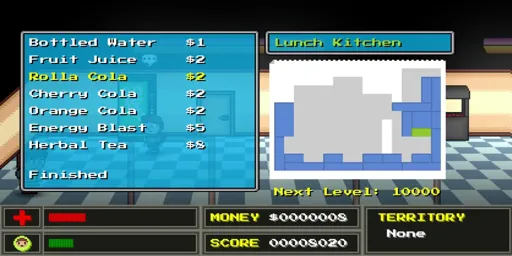 Bottled Water $1
Fruit Juice $2
Rolla Cola $2
Cherry Cola $2
Orange Cola $2
Energy Blast $5
Herbal Tea $8
Finished
Lunch Kitchen
Next Level: 10000
MONEY $0000008
SCORE 00008020
TERRITORY
None